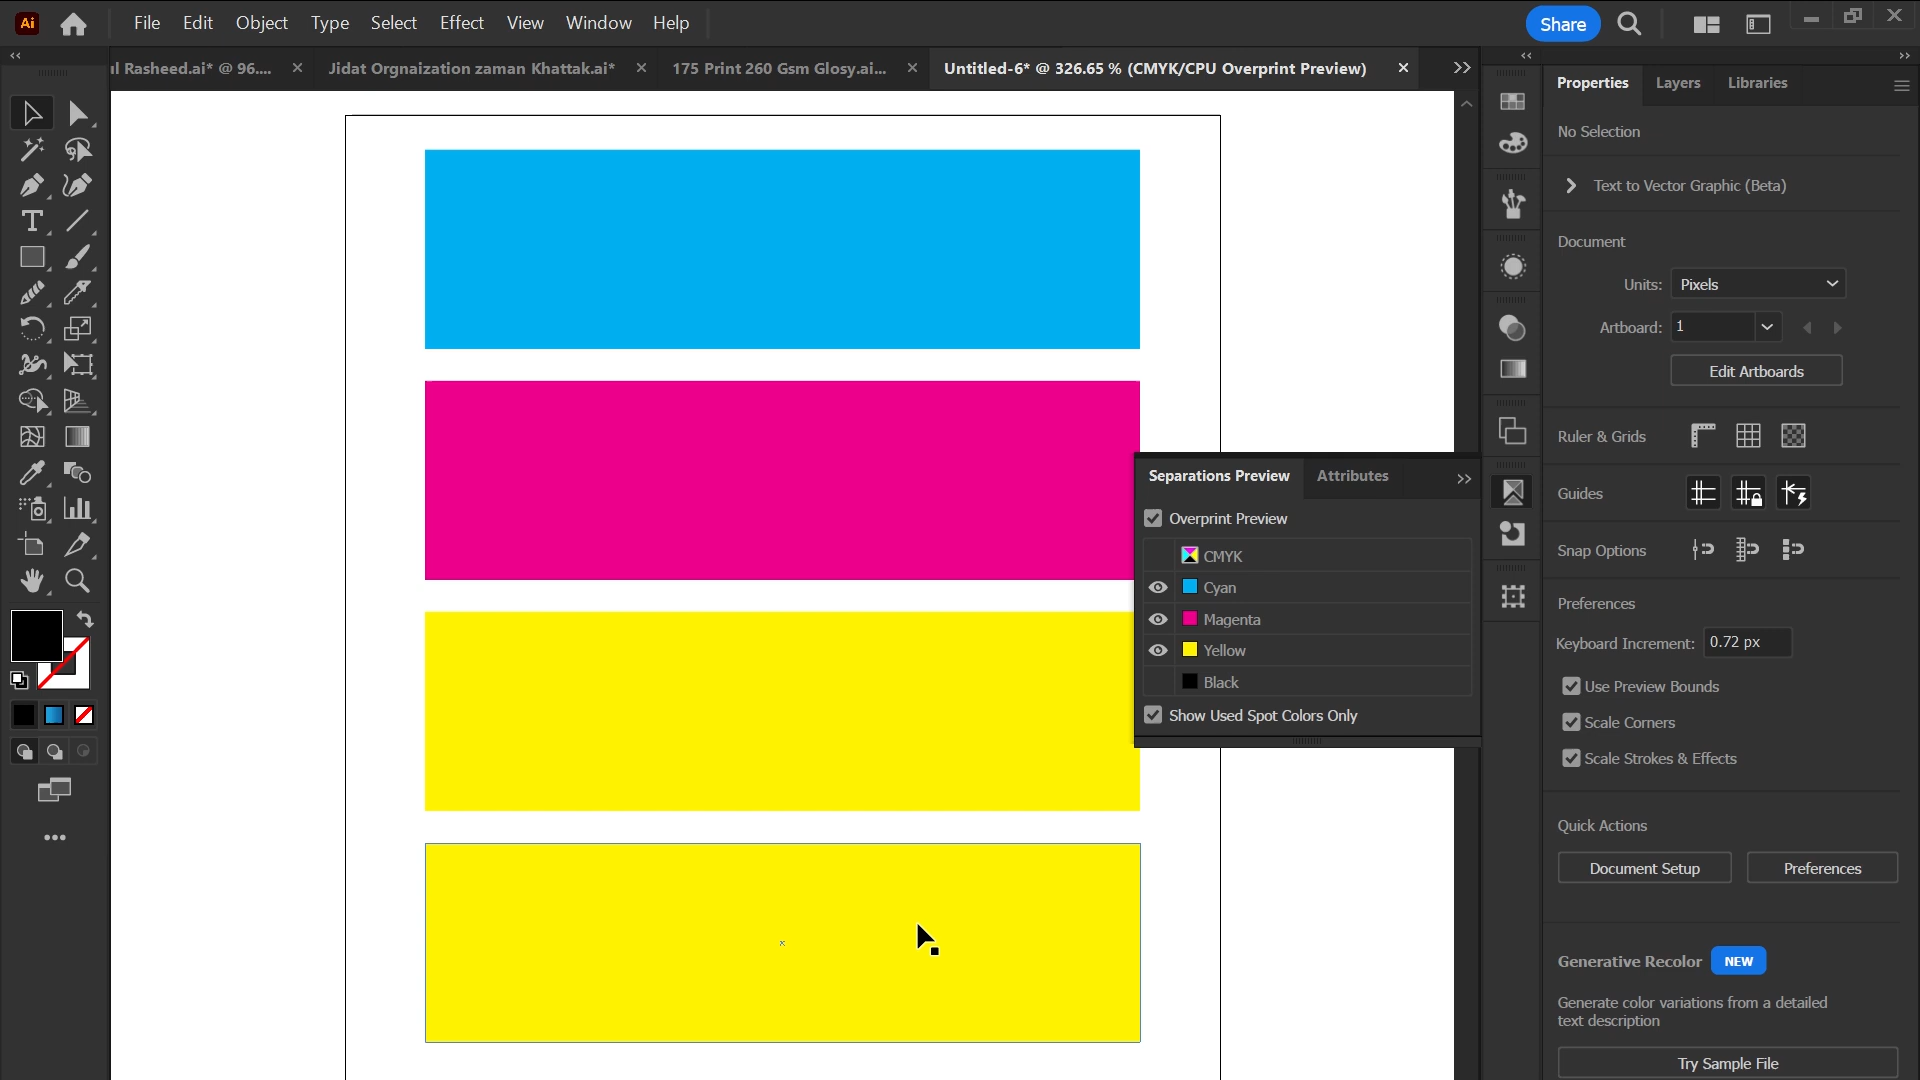 Ai File Edit Object Type Select Effect View Window Help Share
ul Rasheed.ai* @ 96.... Jidat Orgnaization zaman Khattak.ai* 175 Print 260 Gsm Glosy.ai... Untitled-6* @ 326.65 % (CMYK/CPU Overprint Preview)
Properties Layers Libraries
No Selection
Text to Vector Graphic (Beta)
Document
Units: Pixels
Artboard: 1
Edit Artboards
Ruler & Grids
Guides
Snap Options
Preferences
Keyboard Increment: 0.72 px
Use Preview Bounds
Scale Corners
Scale Strokes & Effects
Quick Actions
Document Setup Preferences
Generative Recolor NEW
Generate color variations from a detailed
text description
Try Sample File
Separations Preview Attributes
Overprint Preview
CMYK
Cyan
Magenta
Yellow
Black
Show Used Spot Colors Only